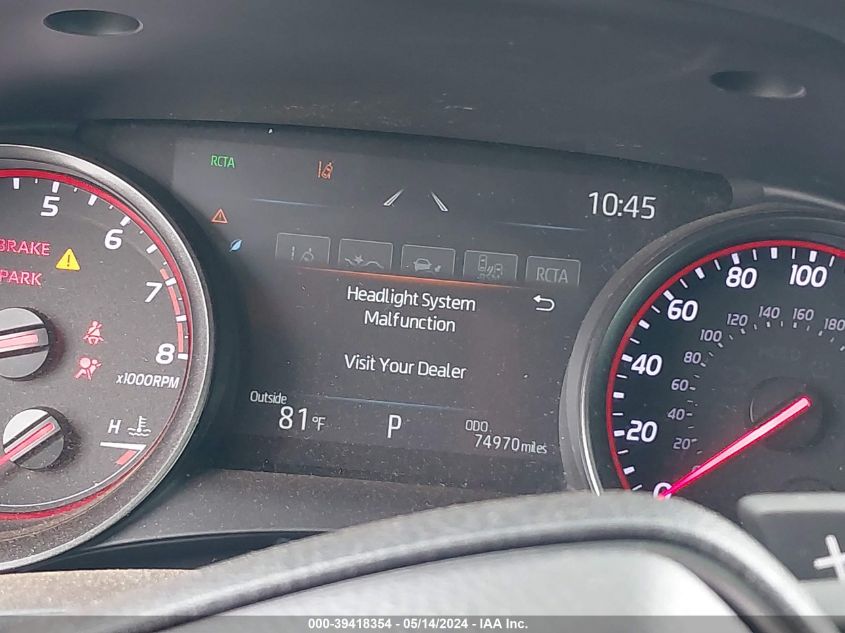 RCTA
10:45
5
6
7
8
x1000RPM
BRAKE
PARK
RCTA
Headlight System
Malfunction
Visit Your Dealer
Outside
81°F
P
ODO.
74970 miles
H
0
20
40
60
80
100
20
40
60
80
100
120
140
160
180
000-39418354 - 05/14/2024 - IAA Inc.